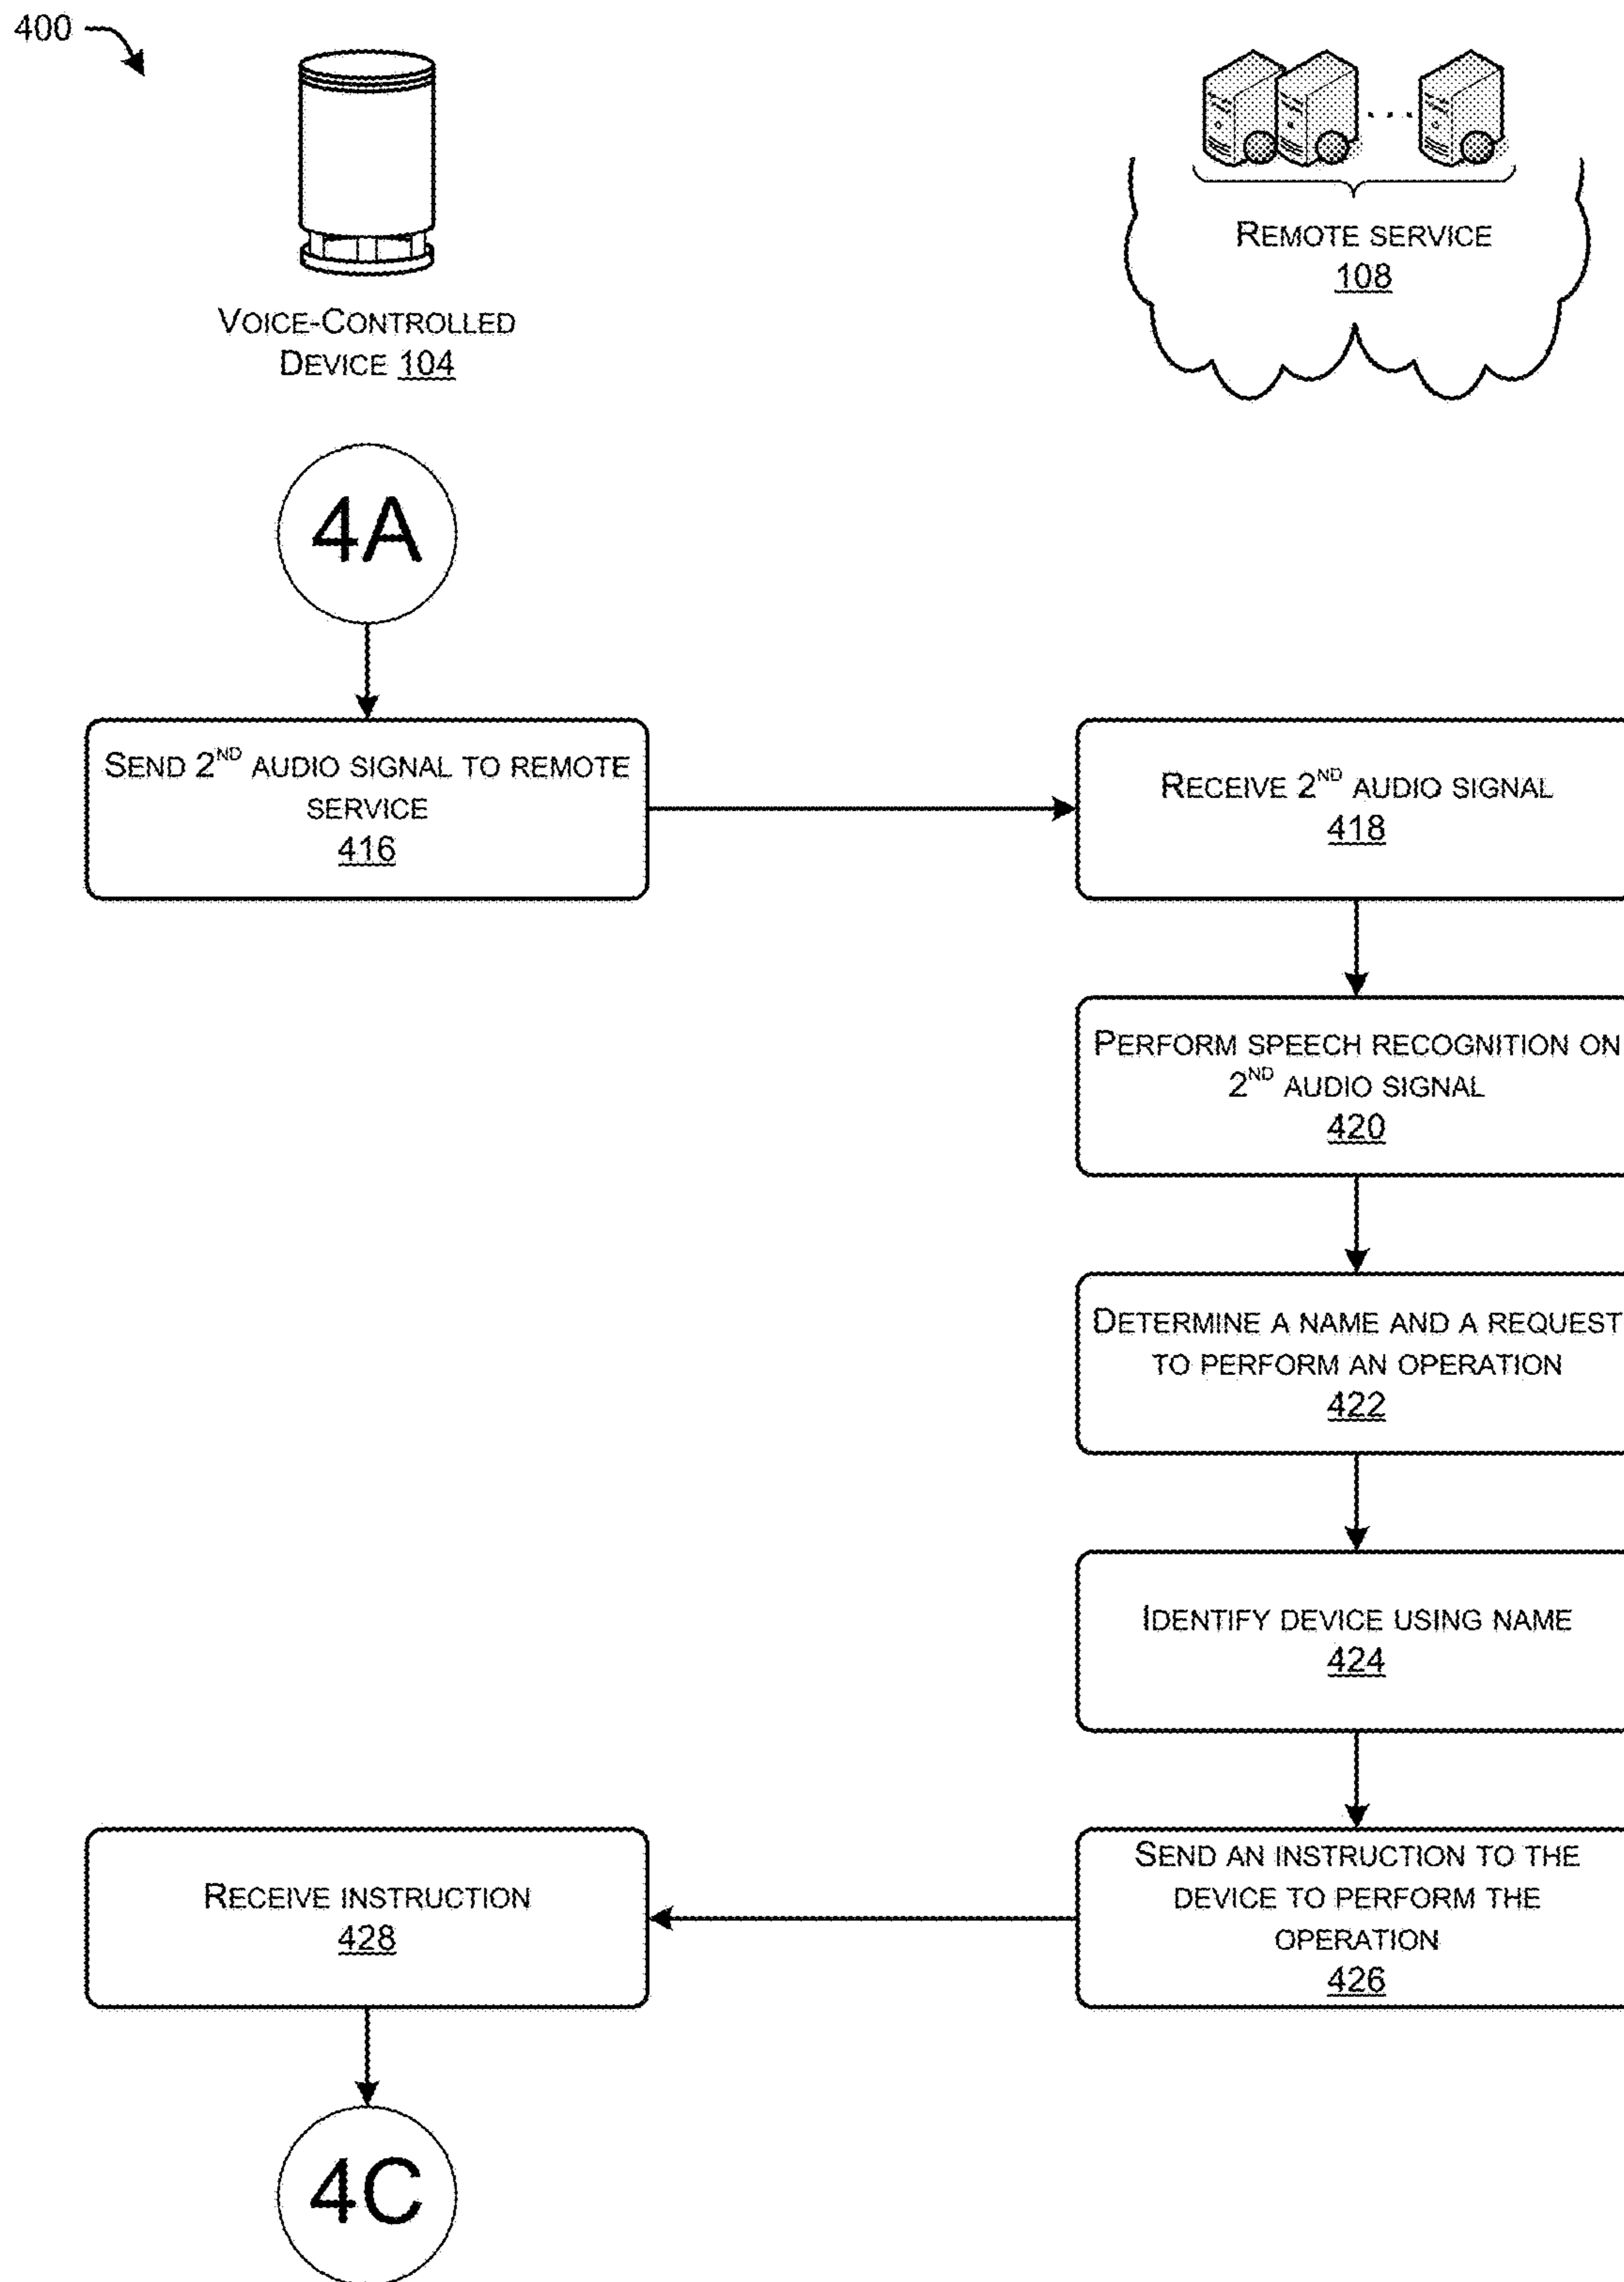 400
REMOTE SERVICE
108
VOICE-CONTROLLED
DEVICE 104
4A
SEND 2ND AUDIO SIGNAL TO REMOTE
SERVICE
416
RECEIVE 2ND AUDIO SIGNAL
418
PERFORM SPEECH RECOGNITION ON
2ND AUDIO SIGNAL
420
DETERMINE A NAME AND A REQUEST
TO PERFORM AN OPERATION
422
IDENTIFY DEVICE USING NAME
424
SEND AN INSTRUCTION TO THE
DEVICE TO PERFORM THE
OPERATION
426
RECEIVE INSTRUCTION
428
4C